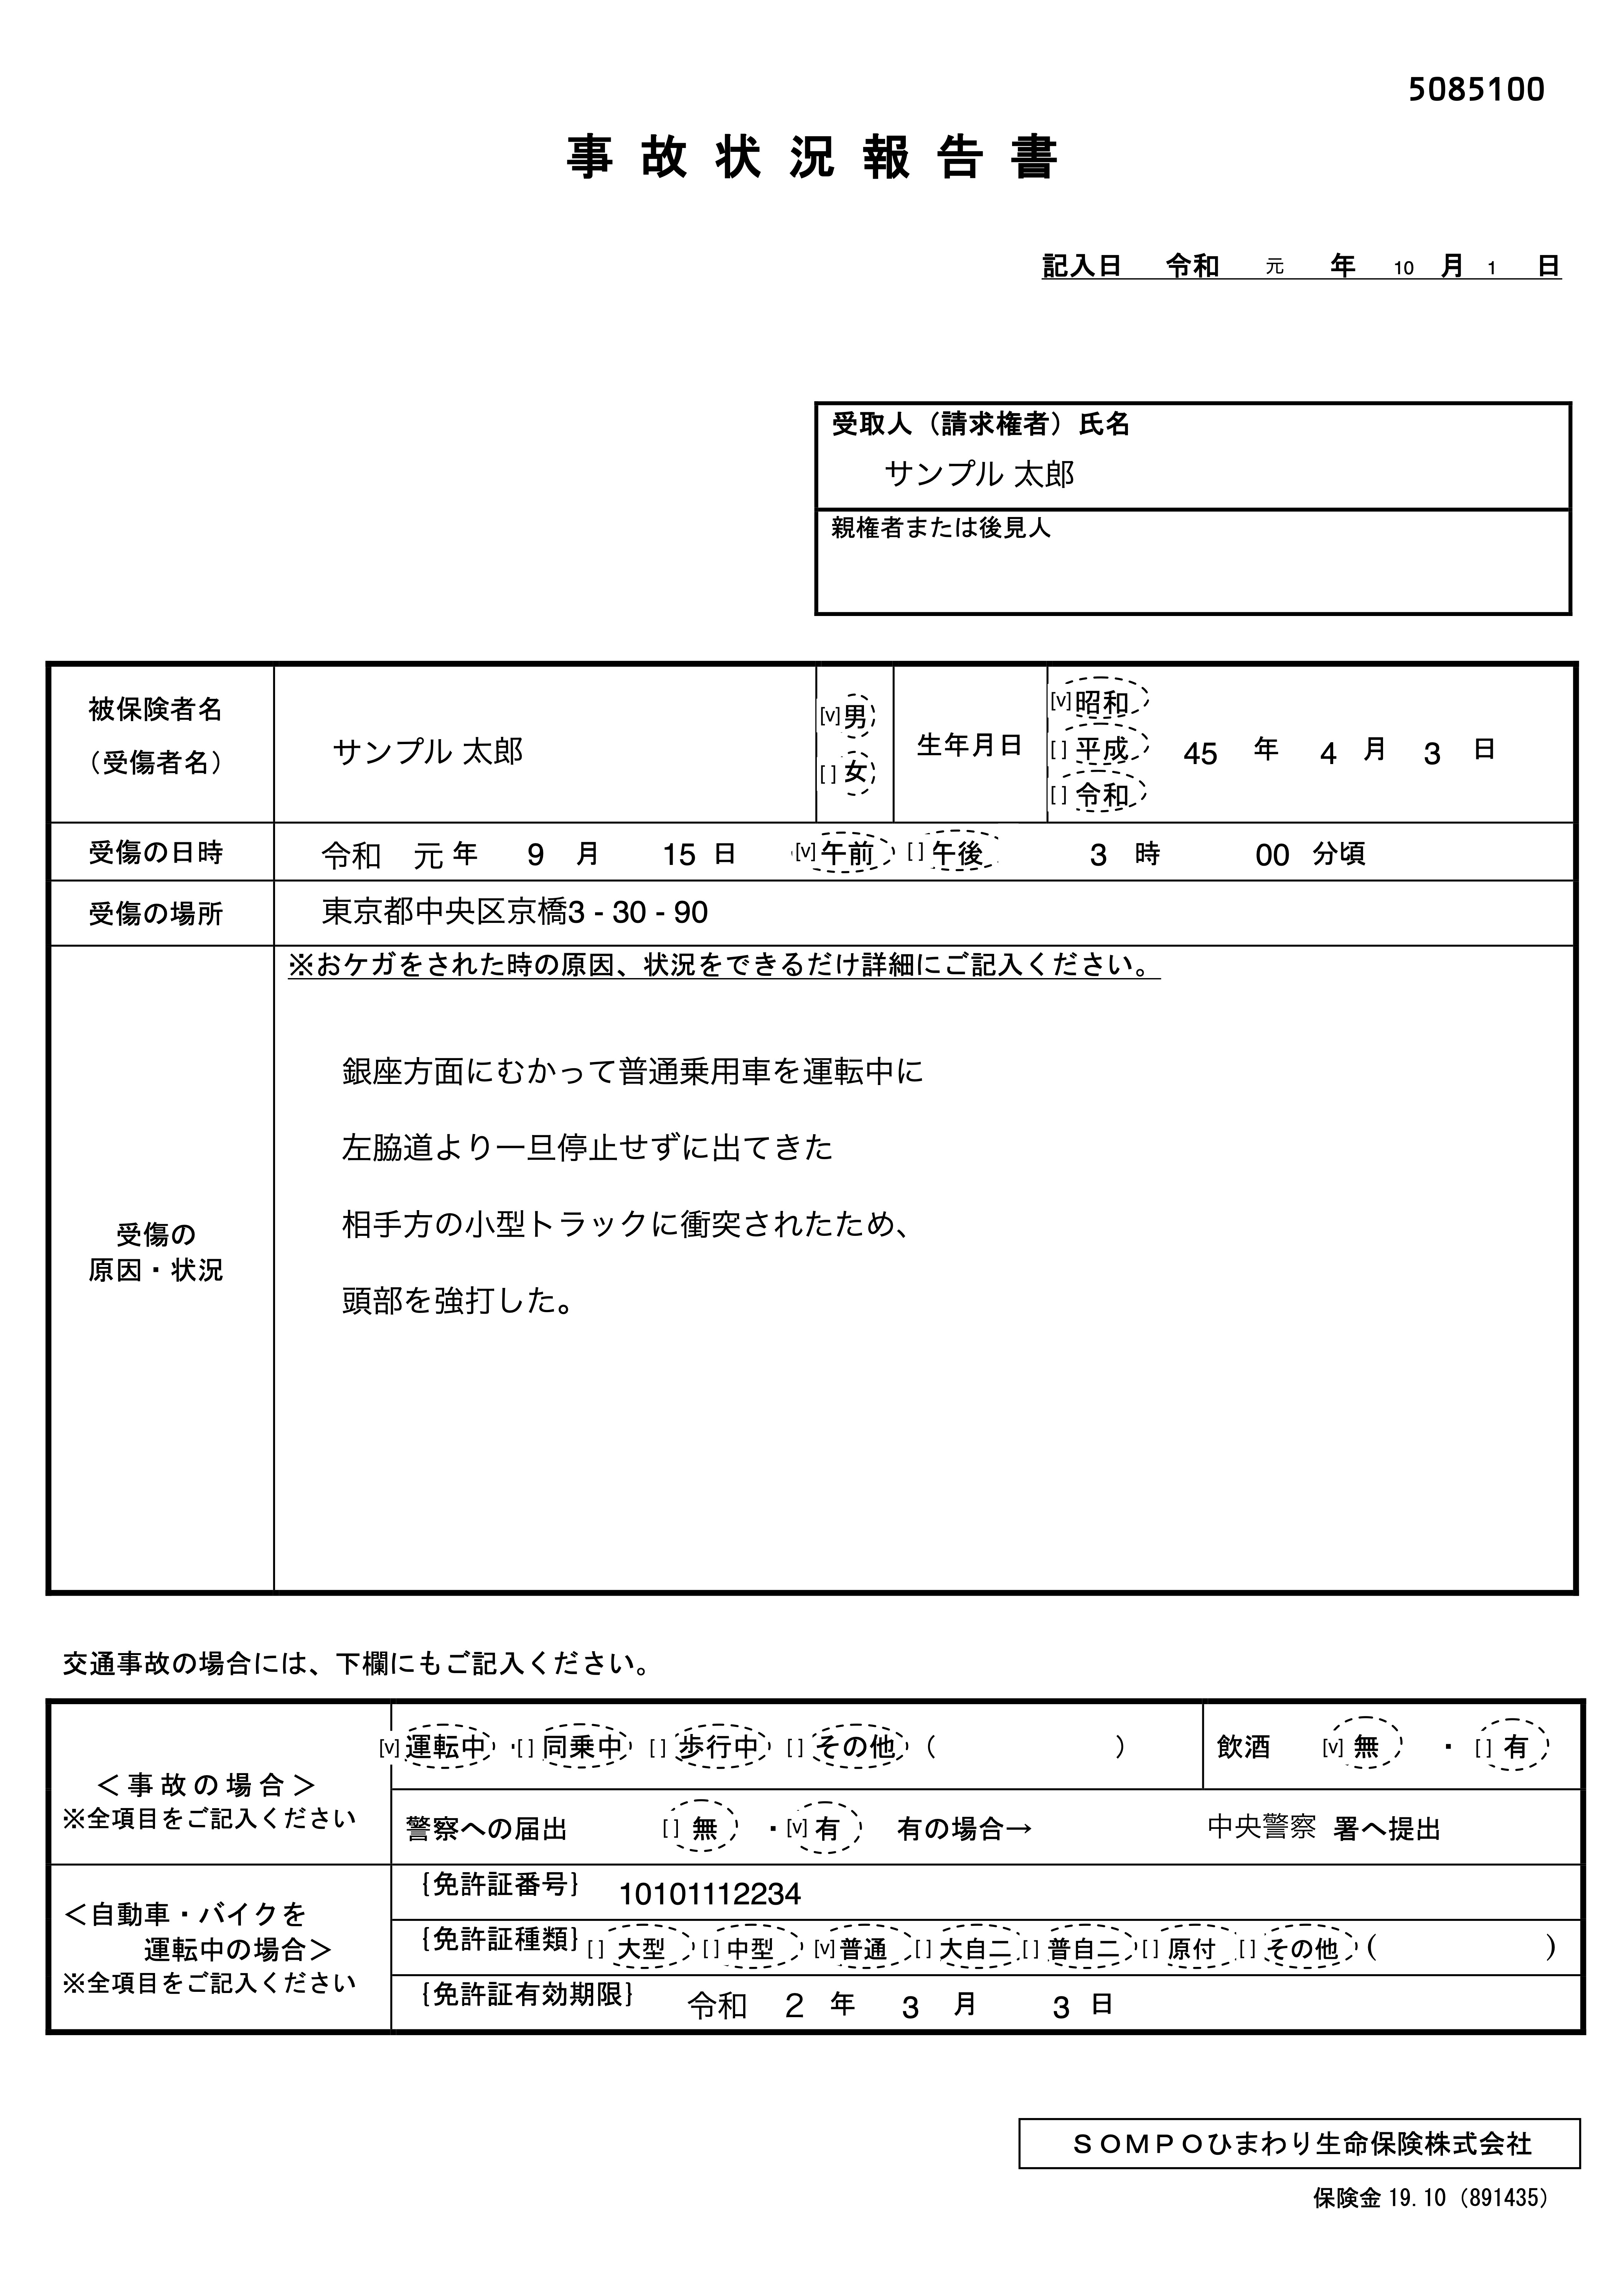 5085100
事故状況報告書
記入日 令和 元 年 10 月 1 日
受取人（請求権者）氏名
サンプル 太郎
親権者または後見人
被保険者名
（受傷者名）
サンプル 太郎
[v]男
[ ]女
生年月日
[v]昭和
[ ]平成
[ ]令和
45 年 4 月 3 日
受傷の日時
令和 元 年 9 月 15 日 [v]午前 [ ]午後 3 時 00 分頃
受傷の場所
東京都中央区京橋3 - 30 - 90
受傷の
原因・状況
※おケガをされた時の原因、状況をできるだけ詳細にご記入ください。
銀座方面にむかって普通乗用車を運転中に
左脇道より一旦停止せずに出てきた
相手方の小型トラックに衝突されたため、
頭部を強打した。
交通事故の場合には、下欄にもご記入ください。
＜事故の場合＞
※全項目をご記入ください
[v]運転中・[ ]同乗中 [ ]歩行中 [ ]その他（ ）
飲酒 [v]無 ・ [ ]有
警察への届出 [ ]無 ・[v]有 有の場合→ 中央警察 署へ提出
＜自動車・バイクを
運転中の場合＞
※全項目をご記入ください
{免許証番号} 10101112234
{免許証種類} [ ]大型 [ ]中型 [v]普通 [ ]大自二 [ ]普自二 [ ]原付 [ ]その他（ ）
{免許証有効期限} 令和 2 年 3 月 3 日
ＳＯＭＰＯひまわり生命保険株式会社
保険金 19.10（891435）